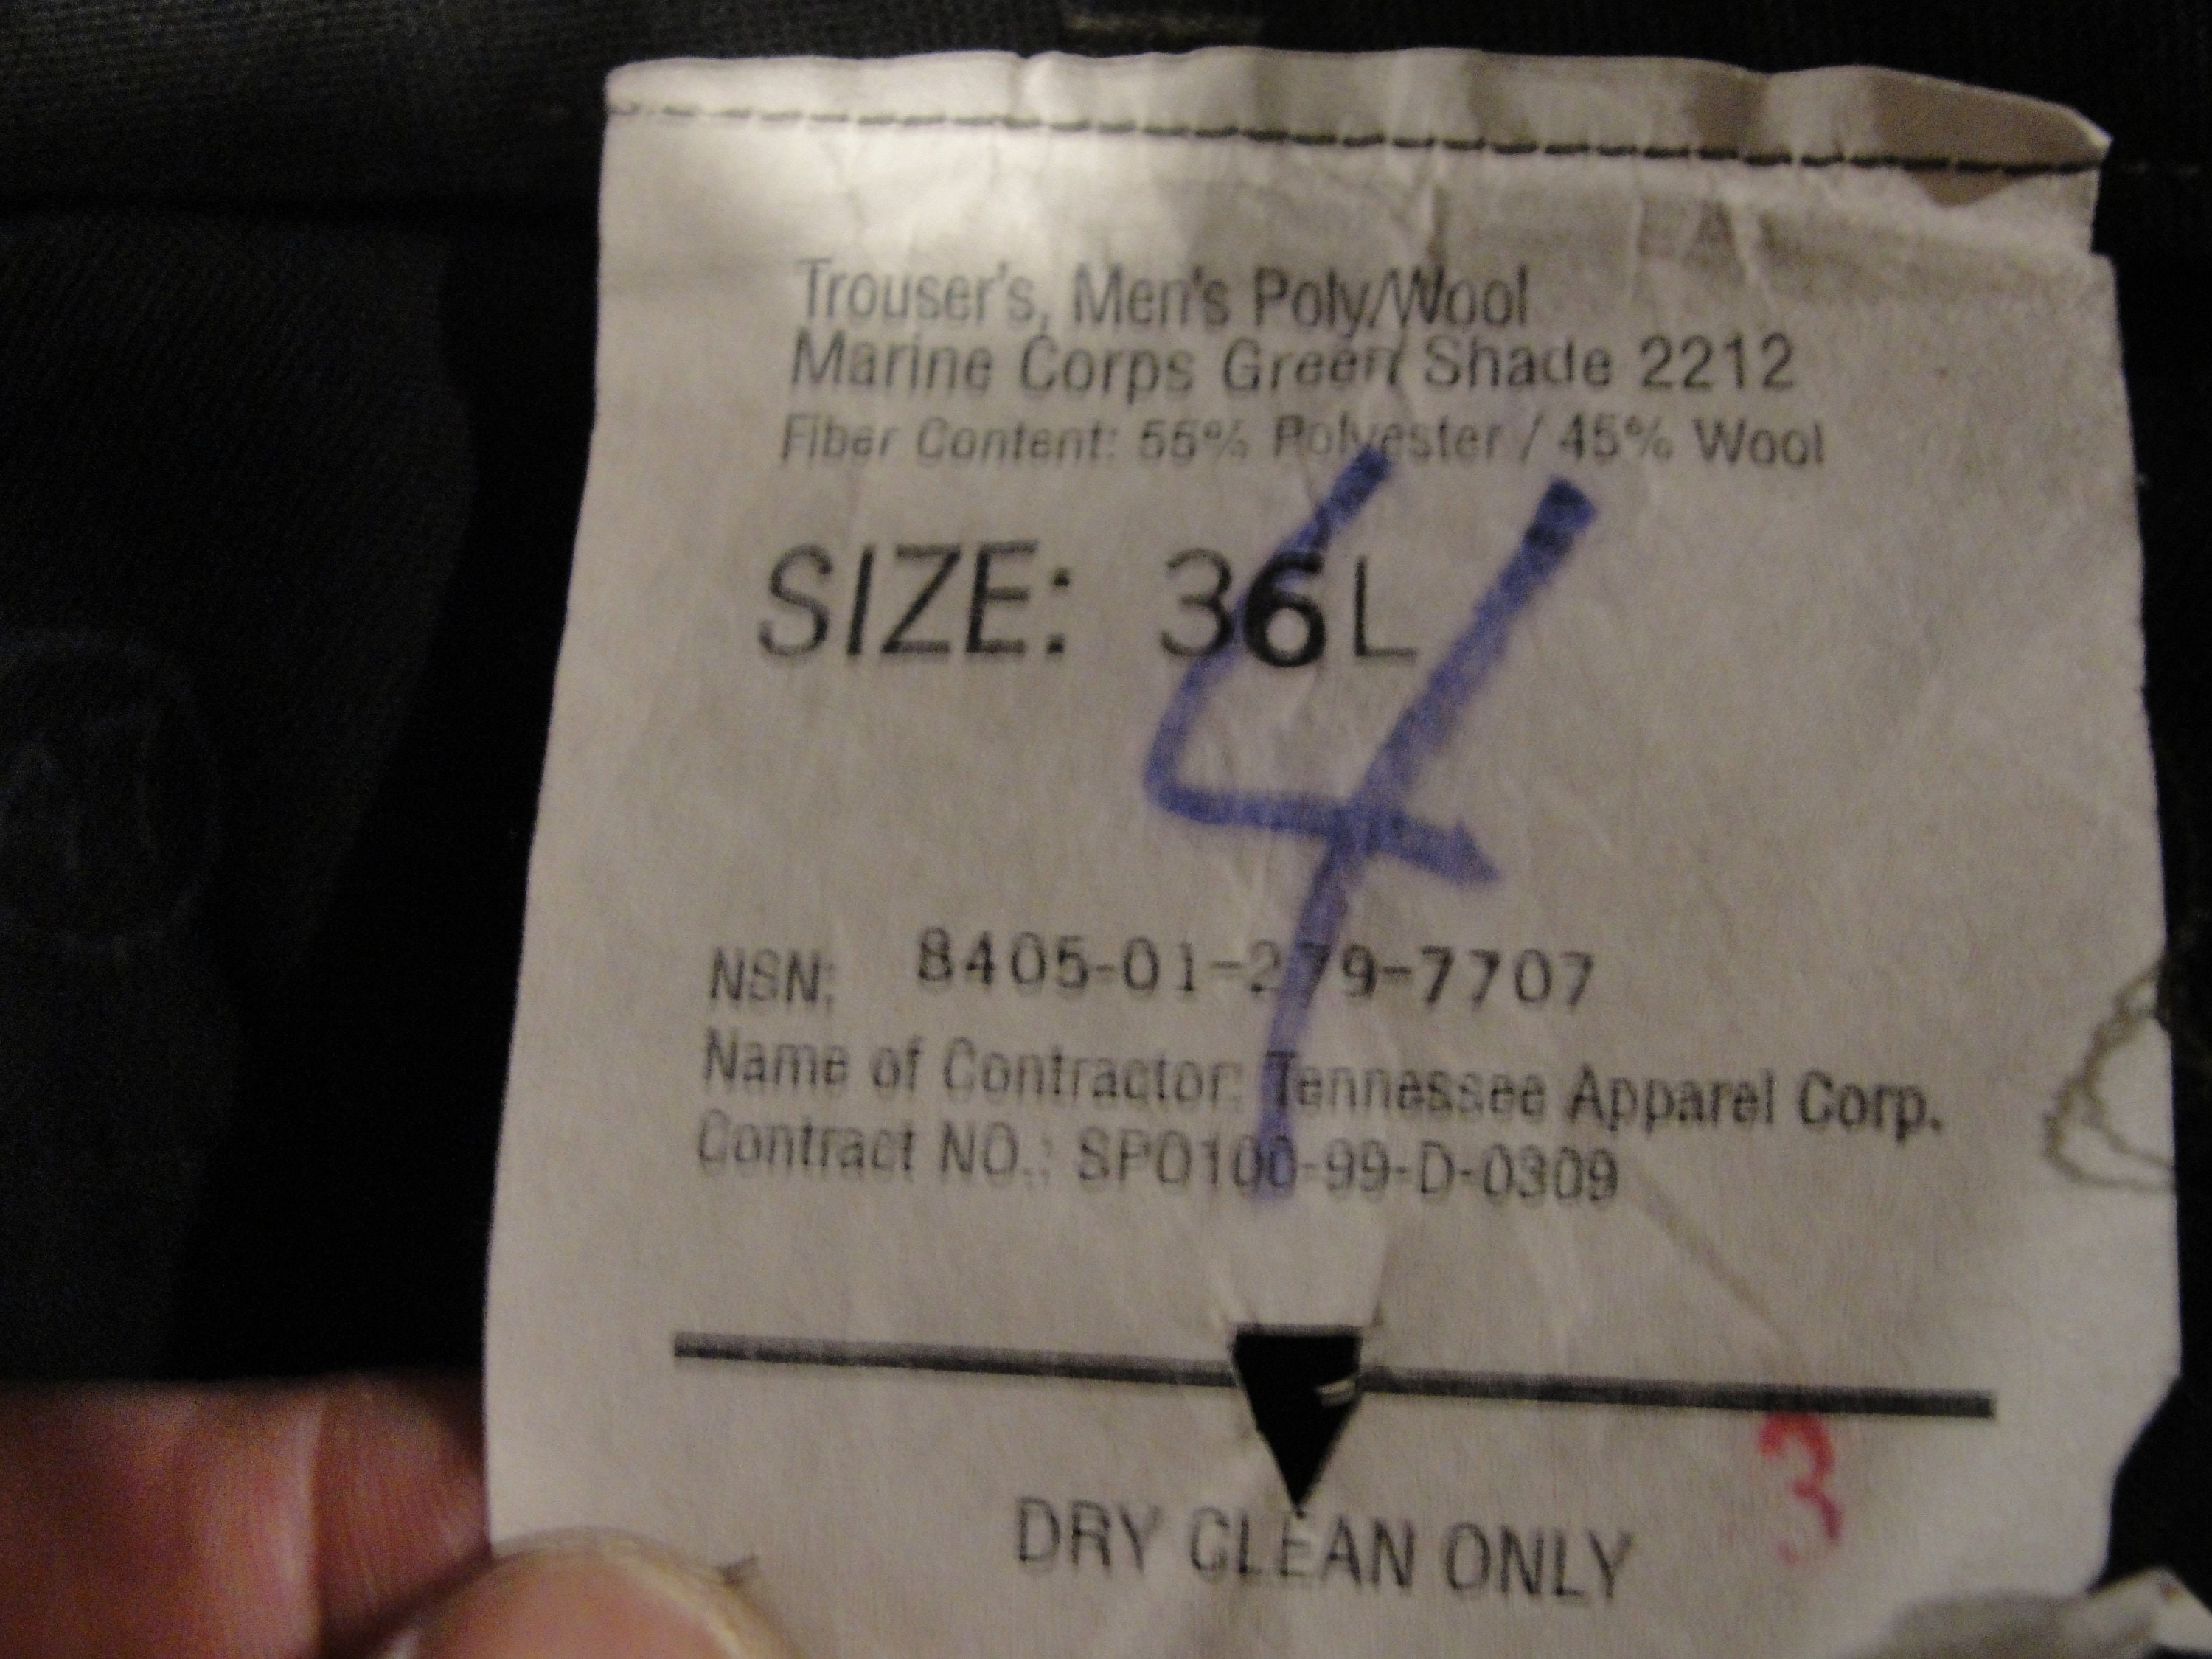 Trouser's, Men's Poly/Wool
Marine Corps Green Shade 2212
Fiber Content: 55% Polyester / 45% Wool
SIZE: 36L
4
NSN: 8405-01-279-7707
Name of Contractor: Tennessee Apparel Corp.
Contract NO.: SPO100-99-D-0309
3
DRY CLEAN ONLY